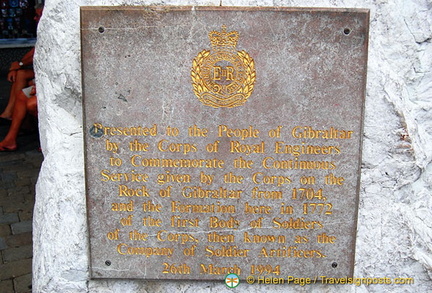 E R
Presented to the People of Gibraltar
by the Corps of Royal Engineers
to Commemorate the Continuous
Service given by the Corps on the
Rock of Gibraltar from 1704,
and the Formation here in 1772
of the First Body of Soldiers
of the Corps, then known as the
Company of Soldier Artificers.
26th March 1994
© Helen Page / Travelsignposts.com